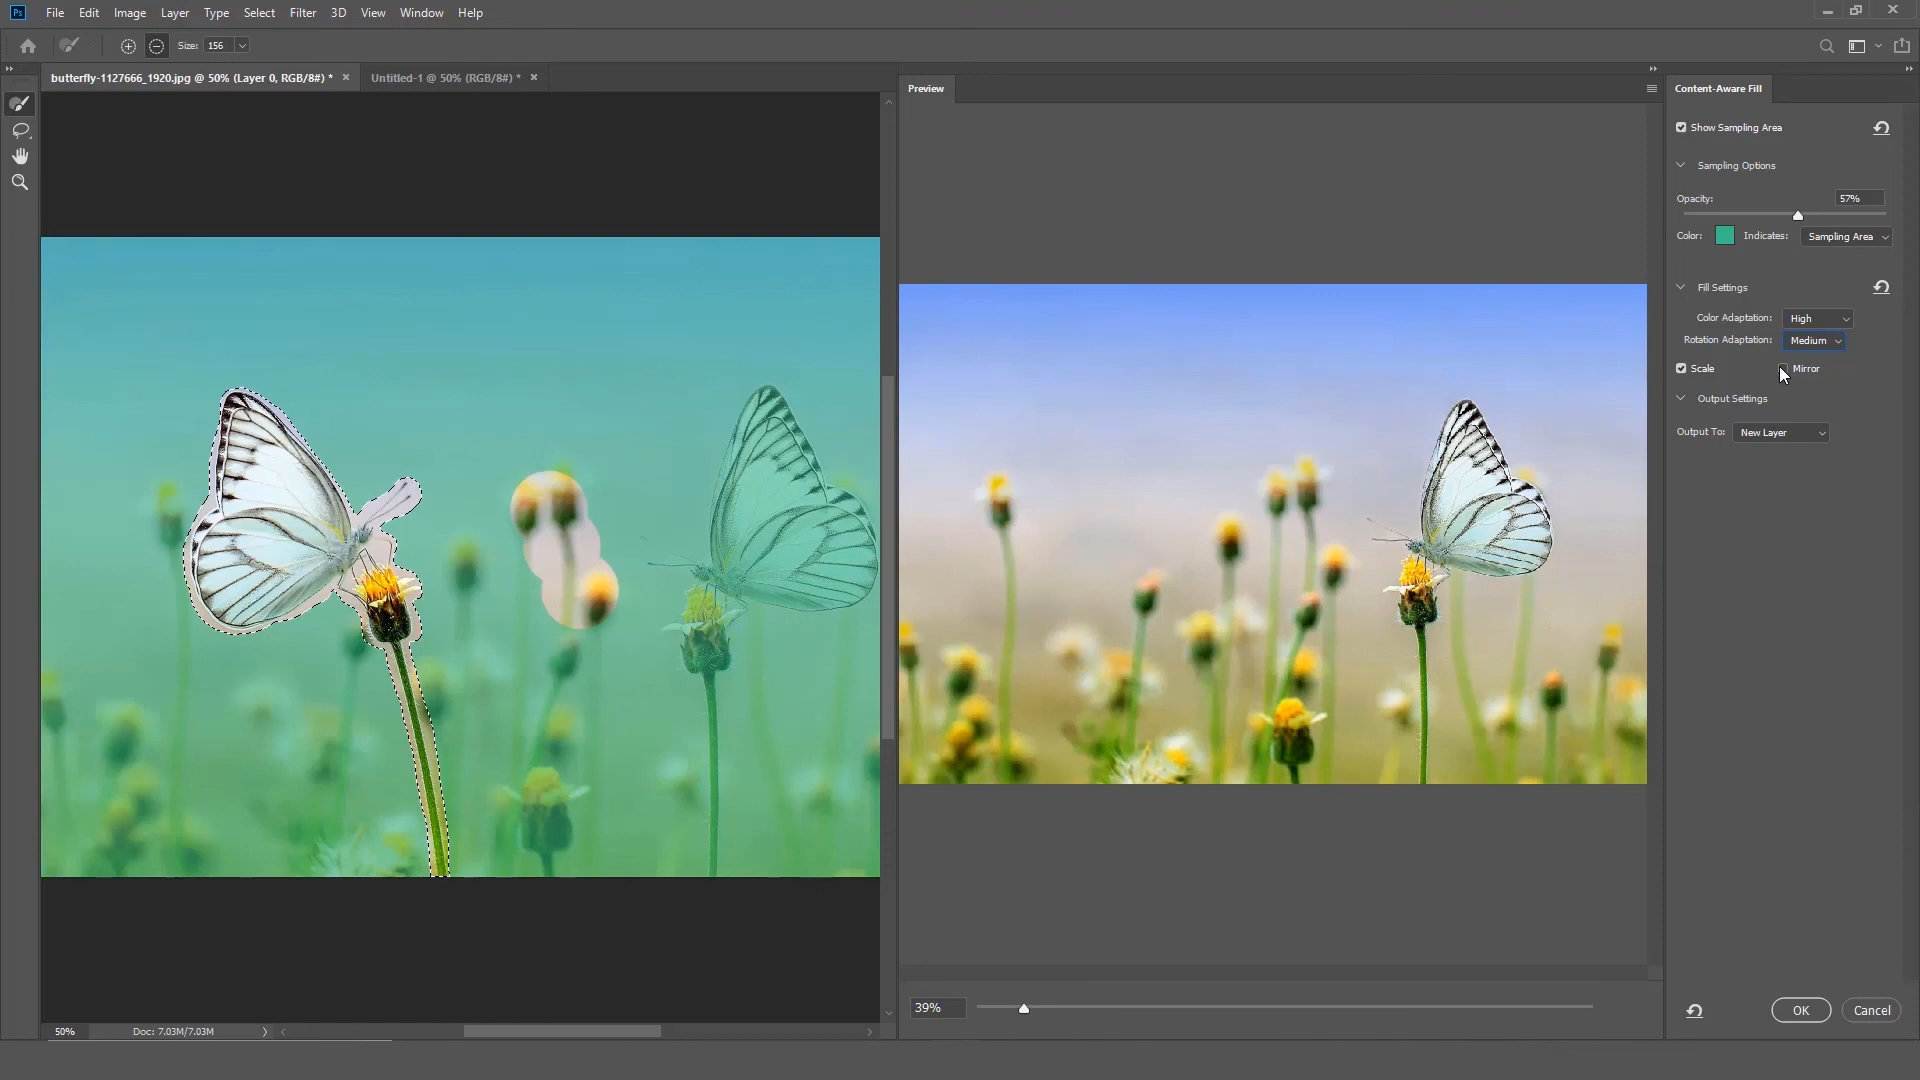 Ps File Edit Image Layer Type Select Filter 3D View Window Help
Size: 156
butterfly-1127666_1920.jpg @ 50% (Layer 0, RGB/8#) * Untitled-1 @ 50% (RGB/8#) *
Preview
Content-Aware Fill
Show Sampling Area
Sampling Options
Opacity: 57%
Color: Indicates: Sampling Area
Fill Settings
Color Adaptation: High
Rotation Adaptation: Medium
Scale Mirror
Output Settings
Output To: New Layer
39%
OK Cancel
50% Doc: 7.03M/7.03M